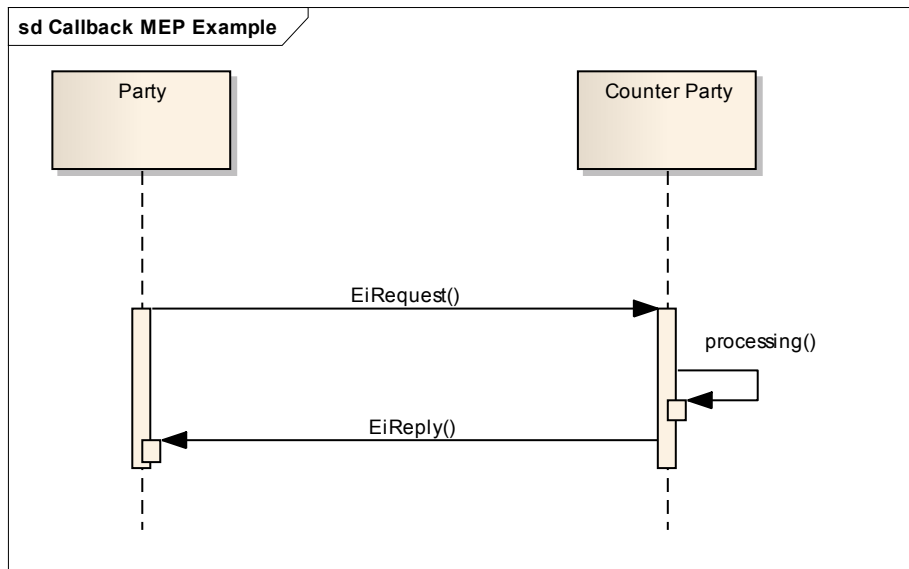 sd Callback MEP Example
Party
Counter Party
EiRequest()
processing()
EiReply()